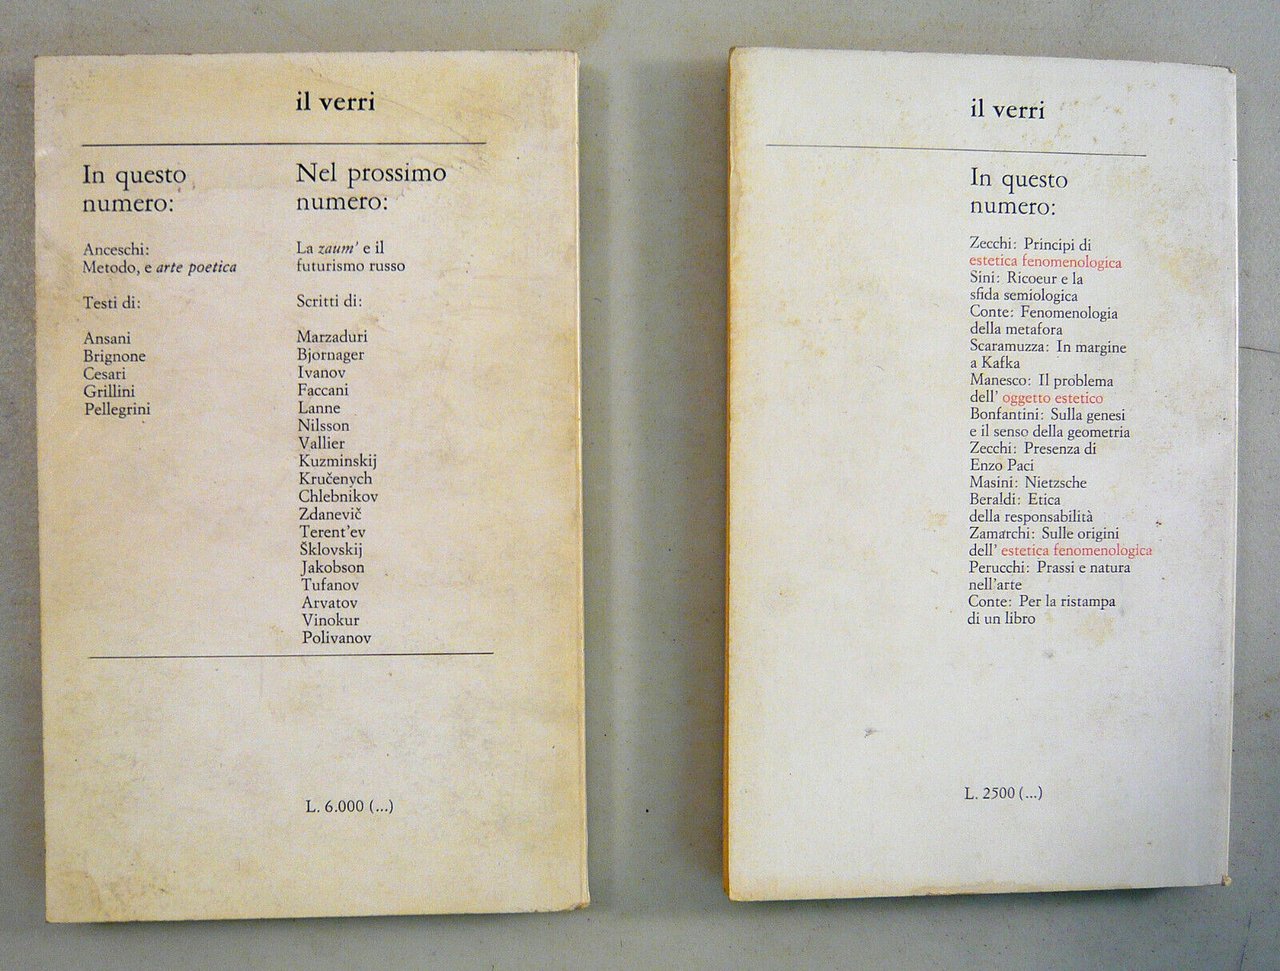 il verri
In questo
numero:
Anceschi:
Metodo, e arte poetica
Testi di:
Ansani
Brignone
Cesari
Grillini
Pellegrini
Nel prossimo
numero:
La zaum' e il
futurismo russo
Scritti di:
Marzaduri
Bjornager
Ivanov
Faccani
Lanne
Nilsson
Vallier
Kuzminskij
Kručenych
Chlebnikov
Zdanevič
Terent'ev
Šklovskij
Jakobson
Tufanov
Arvatov
Vinokur
Polivanov
L. 6.000 (...)
il verri
In questo
numero:
Zecchi: Principi di
estetica fenomenologica
Sini: Ricoeur e la
sfida semiologica
Conte: Fenomenologia
della metafora
Scaramuzza: In margine
a Kafka
Manesco: Il problema
dell' oggetto estetico
Bonfantini: Sulla genesi
e il senso della geometria
Zecchi: Presenza di
Enzo Paci
Masini: Nietzsche
Beraldi: Etica
della responsabilità
Zamarchi: Sulle origini
dell' estetica fenomenologica
Perucchi: Prassi e natura
nell'arte
Conte: Per la ristampa
di un libro
L. 2500 (...)